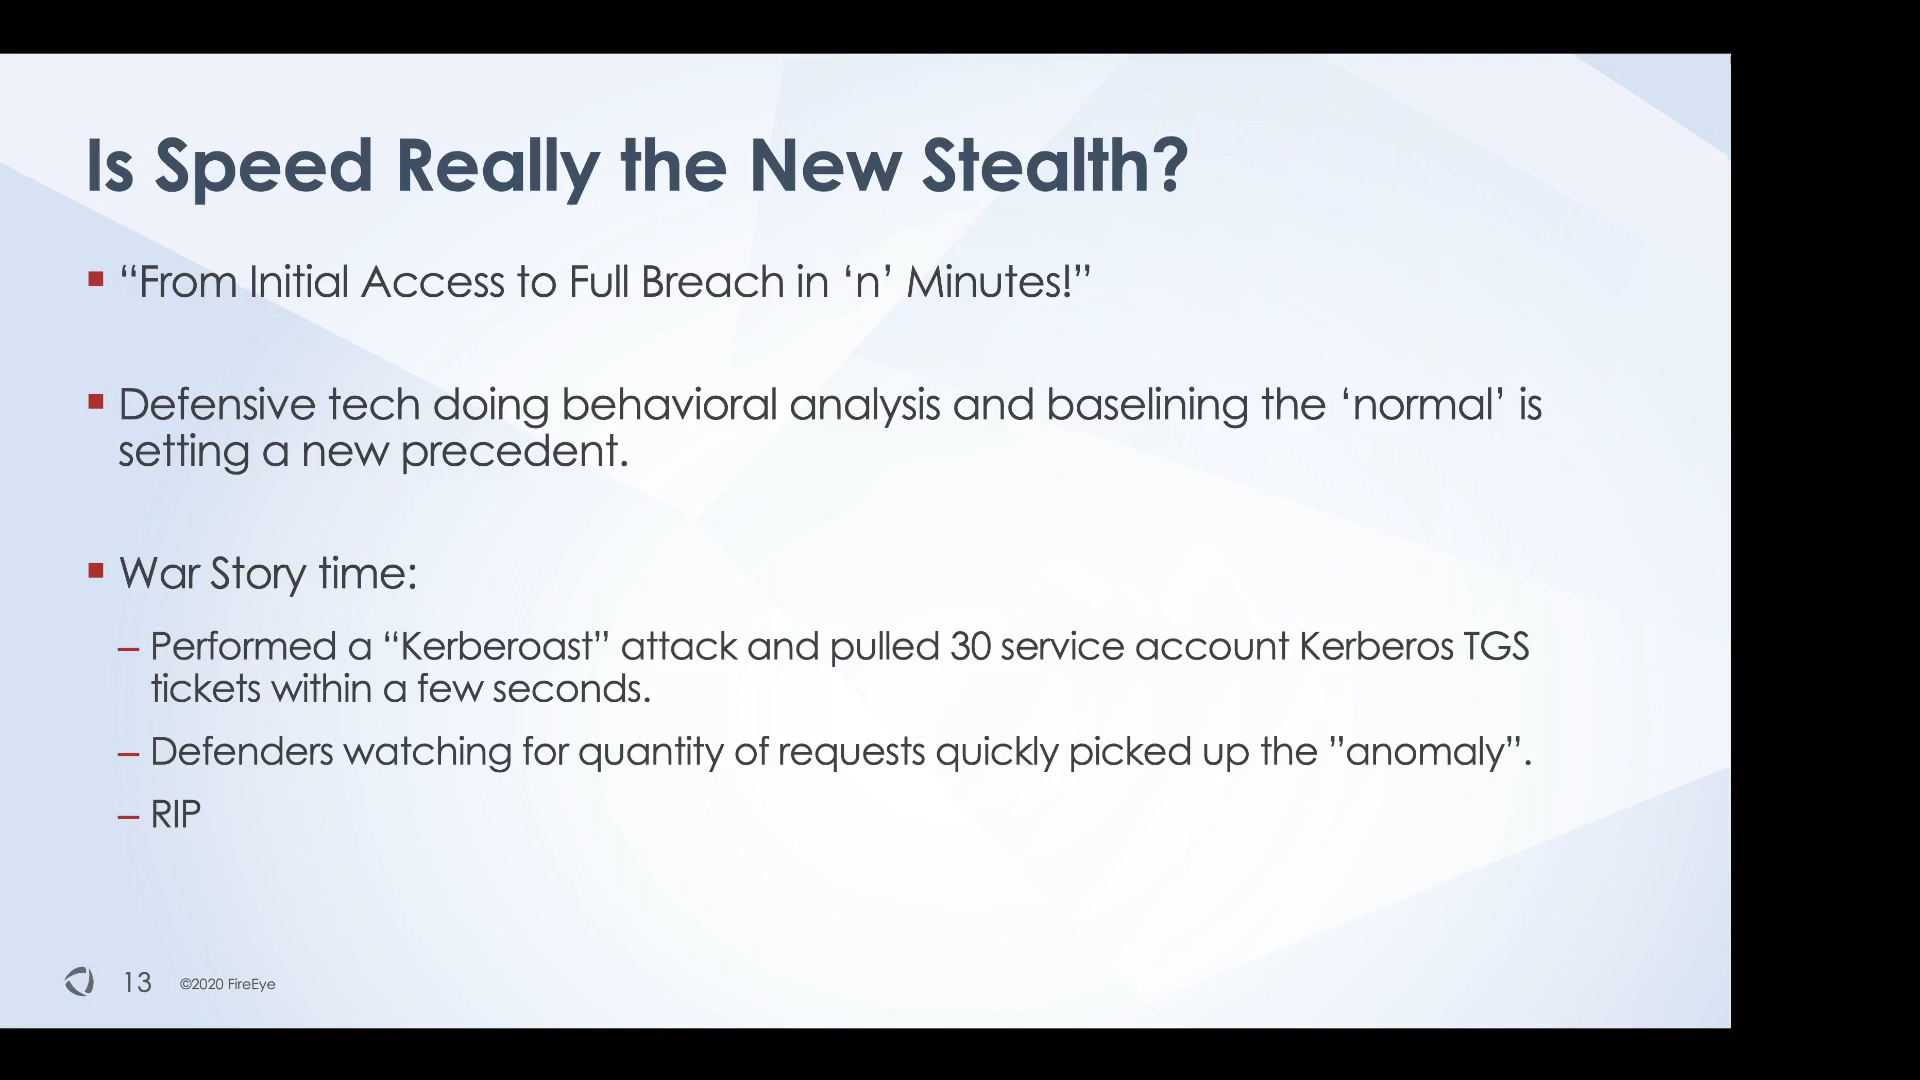 Is Speed Really the New Stealth?
“From Initial Access to Full Breach in ‘n’ Minutes!”
Defensive tech doing behavioral analysis and baselining the ‘normal’ is
setting a new precedent.
War Story time:
– Performed a “Kerberoast” attack and pulled 30 service account Kerberos TGS
tickets within a few seconds.
– Defenders watching for quantity of requests quickly picked up the ”anomaly”.
– RIP
13 ©2020 FireEye